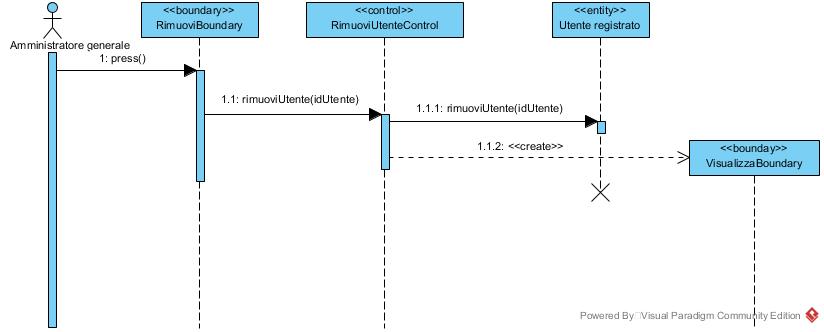 <<boundary>>
RimuoviBoundary
<<control>>
RimuoviUtenteControl
<<entity>>
Utente registrato
Amministratore generale
1: press()
1.1: rimuoviUtente(idUtente)
1.1.1: rimuoviUtente(idUtente)
1.1.2: <<create>>
<<bounday>>
VisualizzaBoundary
Powered By Visual Paradigm Community Edition